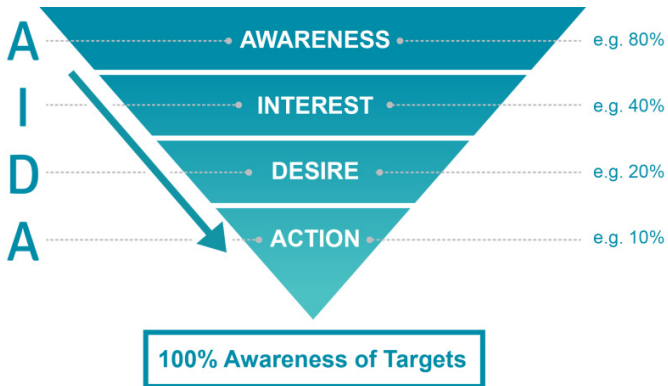 A AWARENESS e.g. 80%
I INTEREST e.g. 40%
D DESIRE e.g. 20%
A ACTION e.g. 10%
100% Awareness of Targets